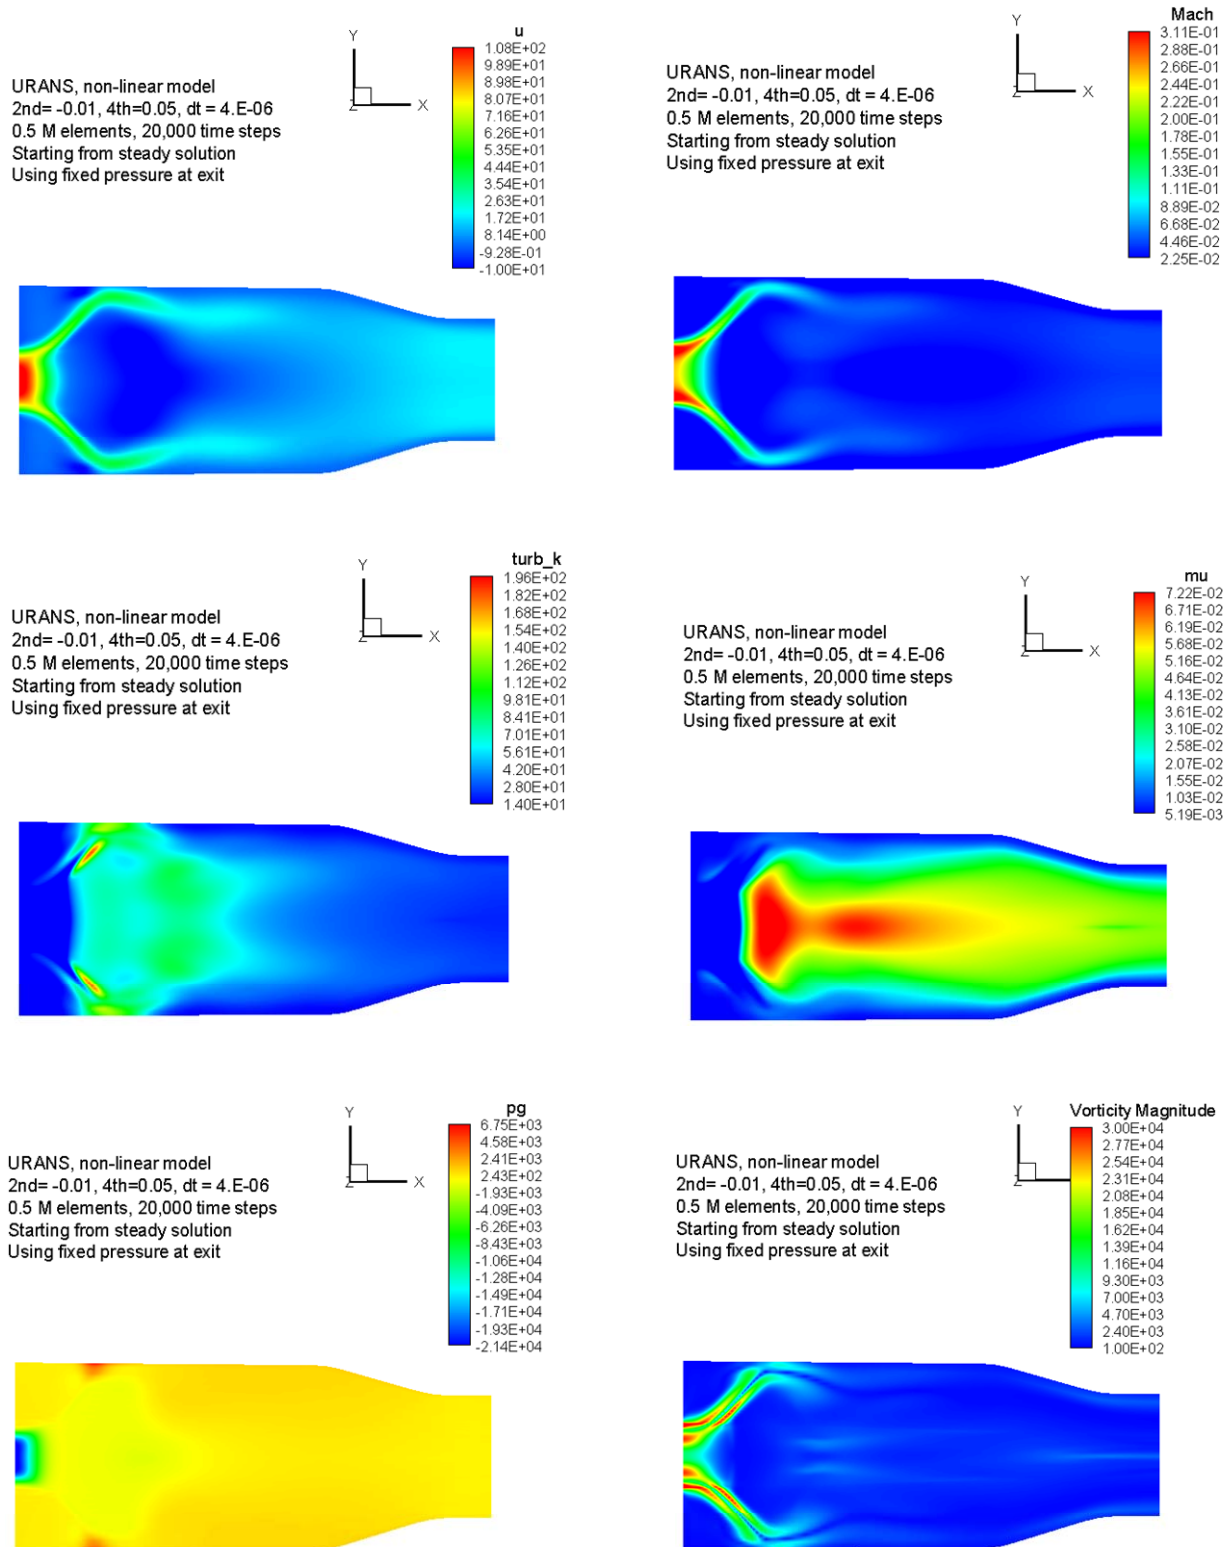 u
Y
X
Z
URANS, non-linear model
2nd= -0.01, 4th=0.05, dt = 4.E-06
0.5 M elements, 20,000 time steps
Starting from steady solution
Using fixed pressure at exit
1.08E+02
9.89E+01
8.98E+01
8.07E+01
7.16E+01
6.26E+01
5.35E+01
4.44E+01
3.54E+01
2.63E+01
1.72E+01
8.14E+00
-9.28E-01
-1.00E+01
Mach
Y
X
Z
URANS, non-linear model
2nd= -0.01, 4th=0.05, dt = 4.E-06
0.5 M elements, 20,000 time steps
Starting from steady solution
Using fixed pressure at exit
3.11E-01
2.88E-01
2.66E-01
2.44E-01
2.22E-01
2.00E-01
1.78E-01
1.55E-01
1.33E-01
1.11E-01
8.89E-02
6.68E-02
4.46E-02
2.25E-02
turb_k
Y
X
Z
URANS, non-linear model
2nd= -0.01, 4th=0.05, dt = 4.E-06
0.5 M elements, 20,000 time steps
Starting from steady solution
Using fixed pressure at exit
1.96E+02
1.82E+02
1.68E+02
1.54E+02
1.40E+02
1.26E+02
1.12E+02
9.81E+01
8.41E+01
7.01E+01
5.61E+01
4.20E+01
2.80E+01
1.40E+01
mu
Y
X
Z
URANS, non-linear model
2nd= -0.01, 4th=0.05, dt = 4.E-06
0.5 M elements, 20,000 time steps
Starting from steady solution
Using fixed pressure at exit
7.22E-02
6.71E-02
6.19E-02
5.68E-02
5.16E-02
4.64E-02
4.13E-02
3.61E-02
3.10E-02
2.58E-02
2.07E-02
1.55E-02
1.03E-02
5.19E-03
pg
Y
X
Z
URANS, non-linear model
2nd= -0.01, 4th=0.05, dt = 4.E-06
0.5 M elements, 20,000 time steps
Starting from steady solution
Using fixed pressure at exit
6.75E+03
4.58E+03
2.41E+03
2.43E+02
-1.93E+03
-4.09E+03
-6.26E+03
-8.43E+03
-1.06E+04
-1.28E+04
-1.49E+04
-1.71E+04
-1.93E+04
-2.14E+04
Vorticity Magnitude
Y
Z
URANS, non-linear model
2nd= -0.01, 4th=0.05, dt = 4.E-06
0.5 M elements, 20,000 time steps
Starting from steady solution
Using fixed pressure at exit
3.00E+04
2.77E+04
2.54E+04
2.31E+04
2.08E+04
1.85E+04
1.62E+04
1.39E+04
1.16E+04
9.30E+03
7.00E+03
4.70E+03
2.40E+03
1.00E+02